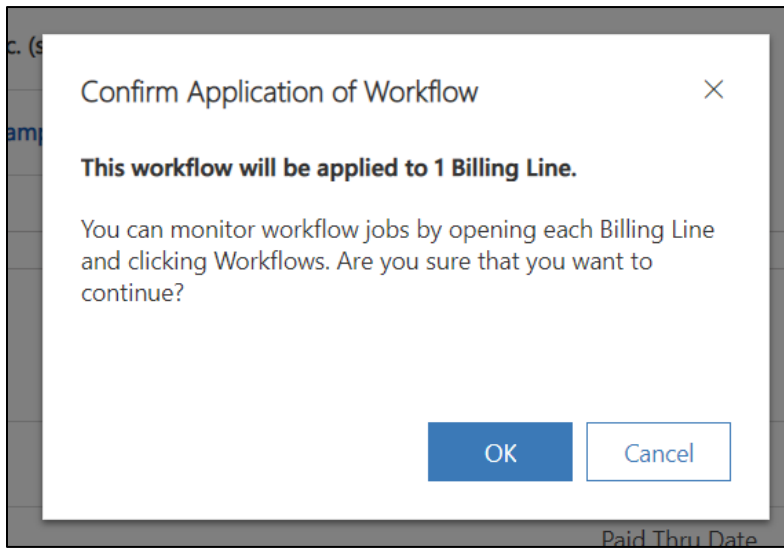 c. (s
Confirm Application of Workflow
amp
This workflow will be applied to 1 Billing Line.
You can monitor workflow jobs by opening each Billing Line
and clicking Workflows. Are you sure that you want to
continue?
OK
Cancel
Paid Thru Date